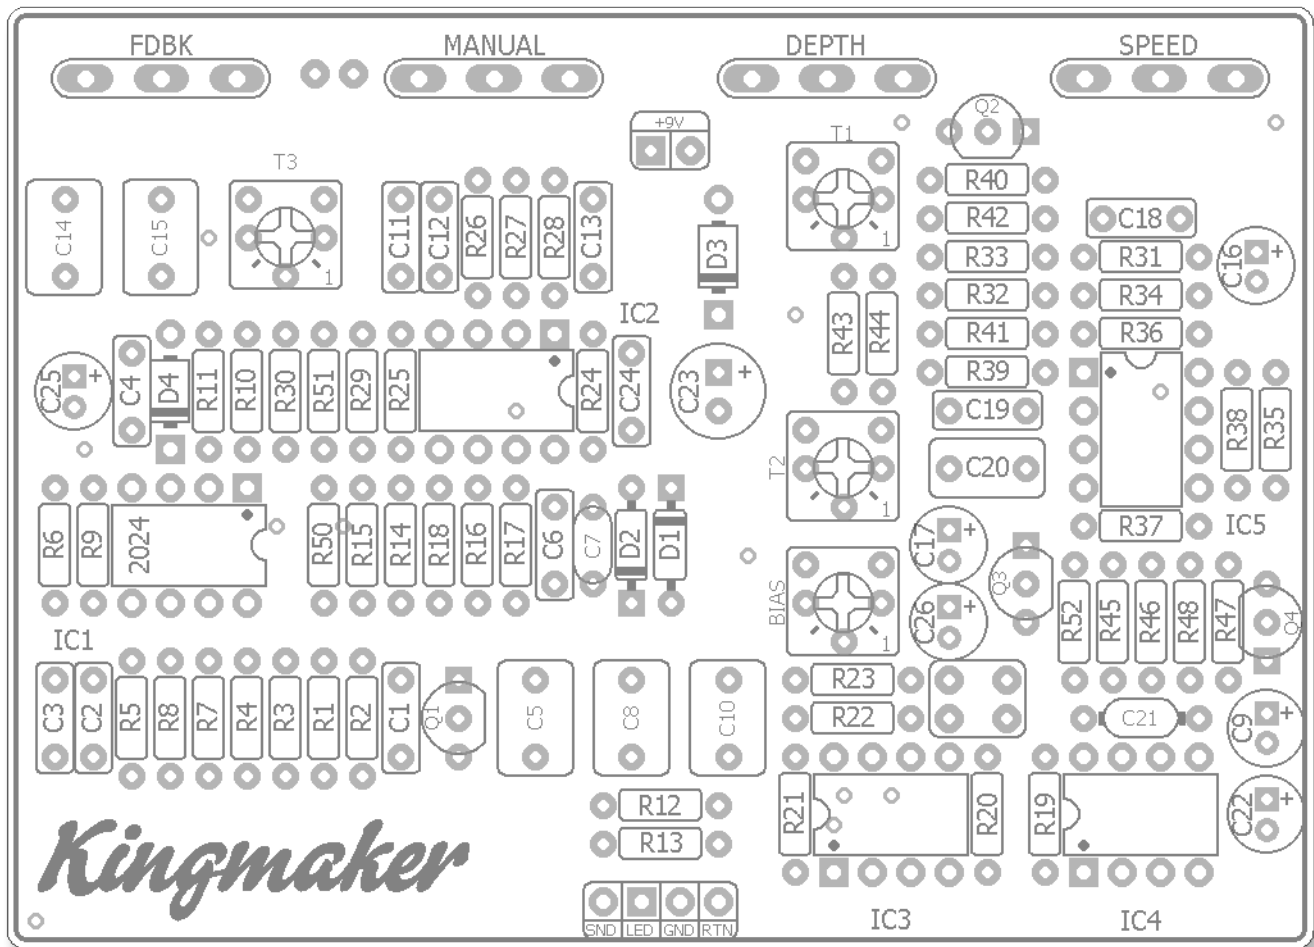 FDBK MANUAL DEPTH SPEED
+9V Q2
T3 T1
R40
C14 C15 C11 C12 R26 R27 R28 C13 R42 C18
1 D3 1 R33 R31 C16 +
R32 R34
IC2 R43 R44 R41 R36
C25 + C4 D4 R11 R10 R30 R51 R29 R25 R24 C24 C23 + R39
C19 R38 R35
T2 C20
1
R6 R9 2024 R50 R15 R14 R18 R16 R17 C6 C7 D2 D1 C17 + R37 IC5
Q3
BIAS C26 + R52 R45 R46 R48 R47 Q4
IC1 1
C3 C2 R5 R8 R7 R4 R3 R1 R2 C1 Q1 C5 C8 C10 R23
R22 C21 C9 +
R12 R21 R20 R19 C22 +
R13
Kingmaker
SND LED GND RTN IC3 IC4